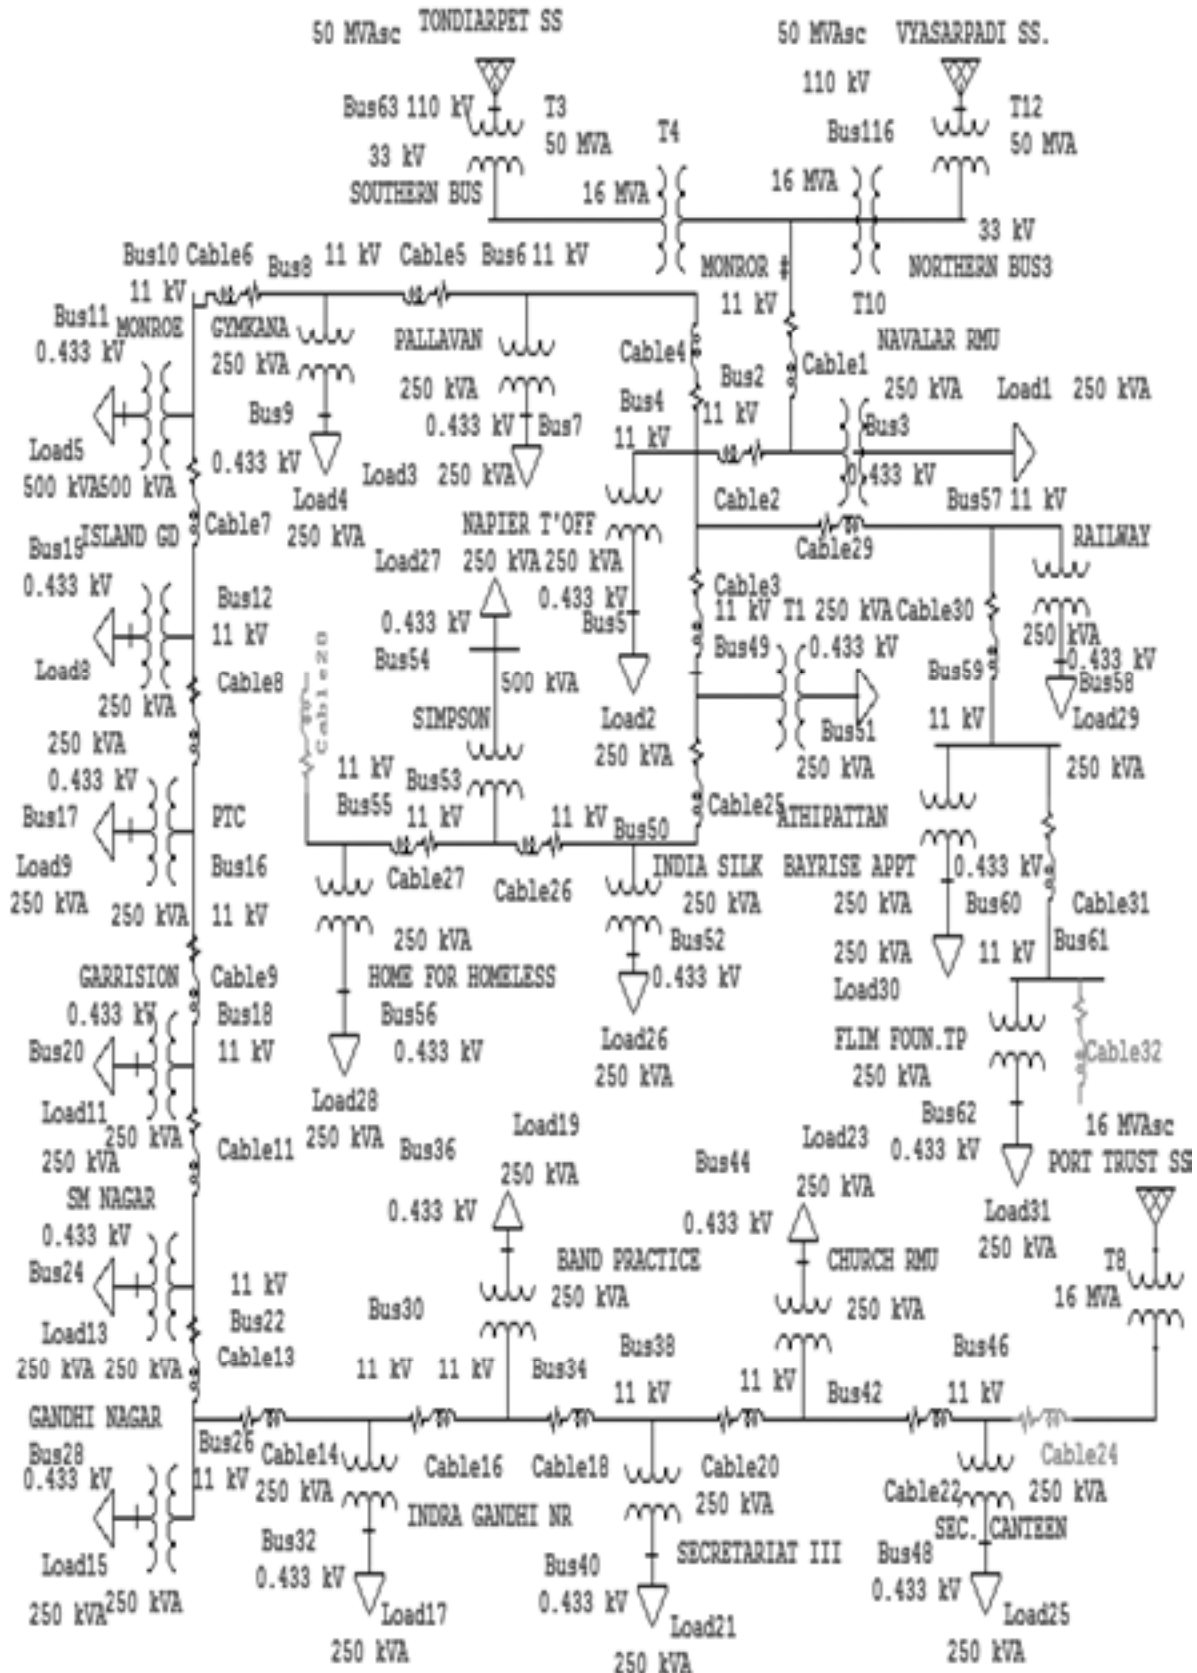 50 MVAsc TONDIARPET SS
50 MVAsc VYASARPADI SS.
110 kV
Bus63 110 kV
T3
50 MVA
T4
Bus116
T12
50 MVA
33 kV
SOUTHERN BUS
16 MVA
16 MVA
33 kV
NORTHERN BUS3
MONROR
11 kV
T10
Bus10 Cable6 Bus8 11 kV Cable5 Bus6 11 kV
11 kV
Bus11
0.433 kV
MONROE
GYMKANA
250 kVA
PALLAVAN
250 kVA
0.433 kV
Bus7
Cable4
Bus2
11 kV
Cable1
NAVALAR RMU
250 kVA
Load1 250 kVA
Bus4
11 kV
Bus3
0.433 kV
Bus9
0.433 kV
Load5
500 kVA
500 kVA
Load4
250 kVA
Load3 250 kVA
Cable2
Bus57 11 kV
Cable29
RAILWAY
ISLAND GD
Cable7
Bus15
0.433 kV
NAPIER T'OFF
Load27 250 kVA 250 kVA
0.433 kV
Bus5
0.433 kV
Bus54
Bus12
11 kV
Cable3
11 kV T1 250 kVA Cable30
Bus49 0.433 kV
250 kVA
0.433 kV
Bus58
Load29
250 kVA
Bus59
11 kV
Load8
250 kVA
Cable8
Cable28
500 kVA
SIMPSON
Load2
250 kVA
Bus51
250 kVA
250 kVA
0.433 kV
Bus17
Load9
250 kVA
PTC
Bus16
250 kVA 11 kV
11 kV
Bus55
Bus53
11 kV
11 kV
Cable27
Cable26
Bus50
Cable25
ATHIPATTAN
INDIA SILK
250 kVA
Bus52
0.433 kV
BAYRISE APPT
250 kVA
250 kVA
Load30
0.433 kV
Bus60
11 kV
Cable31
Bus61
250 kVA
HOME FOR HOMELESS
Bus56
0.433 kV
GARRISTION
0.433 kV
Bus20
Cable9
Bus18
11 kV
Load11
250 kVA
250 kVA
Cable11
Load28
250 kVA
Load26
250 kVA
FLIM FOUN.TP
250 kVA
Cable32
Bus62
0.433 kV
Load31
250 kVA
16 MVAsc
PORT TRUST SS
T8
16 MVA
SM NAGAR
0.433 kV
Bus24
11 kV
Bus22
Load13
250 kVA 250 kVA
Cable13
Bus36
0.433 kV
Load19
250 kVA
BAND PRACTICE
250 kVA
Bus44
0.433 kV
Load23
250 kVA
CHURCH RMU
250 kVA
Bus30
11 kV 11 kV
Bus34
Bus38
11 kV
11 kV
Bus42
Bus46
11 kV
GANDHI NAGAR
Bus28
0.433 kV
Bus26
11 kV
Load15
250 kVA
250 kVA
Cable14
250 kVA
INDRA GANDHI NR
Bus32
0.433 kV
Load17
250 kVA
Cable16
Cable18
Cable20
250 kVA
SECRETARIAT III
Bus40
0.433 kV
Load21
250 kVA
Cable22
Cable24
250 kVA
SEC. CANTEEN
Bus48
0.433 kV
Load25
250 kVA